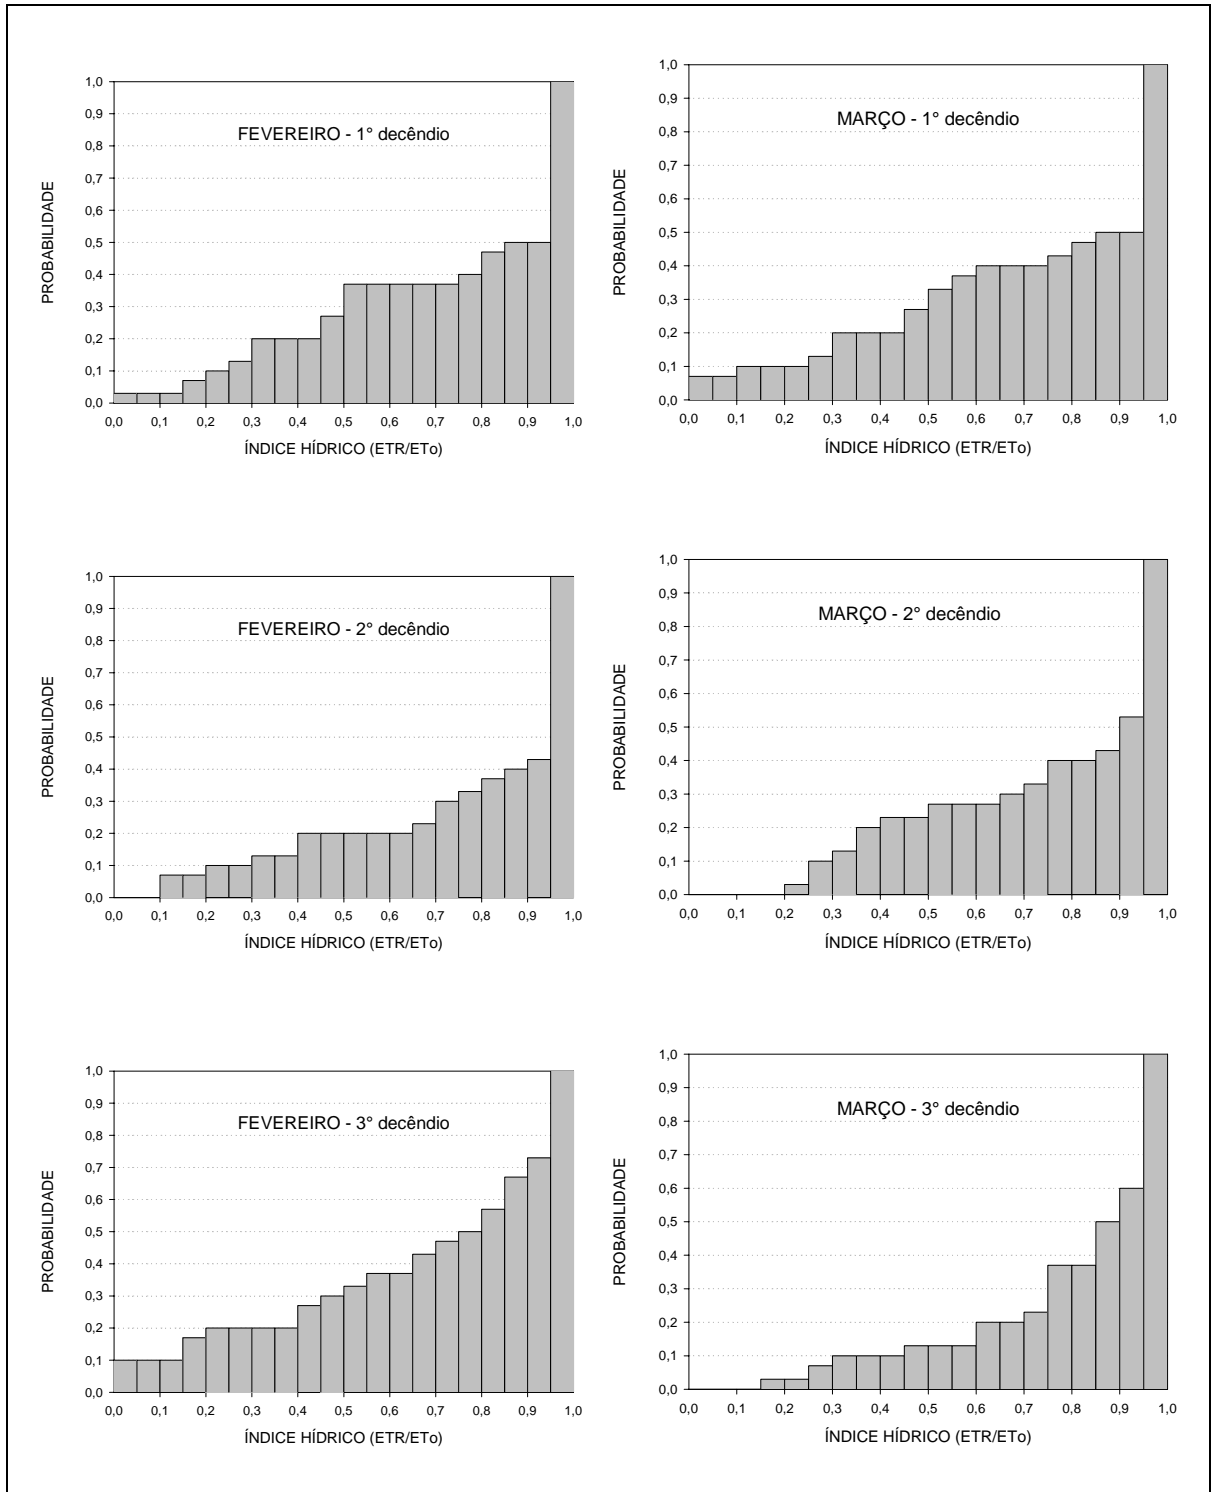 FEVEREIRO - 1° decêndio
PROBABILIDADE
1,0
0,9
0,8
0,7
0,6
0,5
0,4
0,3
0,2
0,1
0,0
0,0 0,1 0,2 0,3 0,4 0,5 0,6 0,7 0,8 0,9 1,0
ÍNDICE HÍDRICO (ETR/ETo)
MARÇO - 1° decêndio
PROBABILIDADE
1,0
0,9
0,8
0,7
0,6
0,5
0,4
0,3
0,2
0,1
0,0
0,0 0,1 0,2 0,3 0,4 0,5 0,6 0,7 0,8 0,9 1,0
ÍNDICE HÍDRICO (ETR/ETo)
FEVEREIRO - 2° decêndio
PROBABILIDADE
1,0
0,9
0,8
0,7
0,6
0,5
0,4
0,3
0,2
0,1
0,0
0,0 0,1 0,2 0,3 0,4 0,5 0,6 0,7 0,8 0,9 1,0
ÍNDICE HÍDRICO (ETR/ETo)
MARÇO - 2° decêndio
PROBABILIDADE
1,0
0,9
0,8
0,7
0,6
0,5
0,4
0,3
0,2
0,1
0,0
0,0 0,1 0,2 0,3 0,4 0,5 0,6 0,7 0,8 0,9 1,0
ÍNDICE HÍDRICO (ETR/ETo)
FEVEREIRO - 3° decêndio
PROBABILIDADE
1,0
0,9
0,8
0,7
0,6
0,5
0,4
0,3
0,2
0,1
0,0
0,0 0,1 0,2 0,3 0,4 0,5 0,6 0,7 0,8 0,9 1,0
ÍNDICE HÍDRICO (ETR/ETo)
MARÇO - 3° decêndio
PROBABILIDADE
1,0
0,9
0,8
0,7
0,6
0,5
0,4
0,3
0,2
0,1
0,0
0,0 0,1 0,2 0,3 0,4 0,5 0,6 0,7 0,8 0,9 1,0
ÍNDICE HÍDRICO (ETR/ETo)